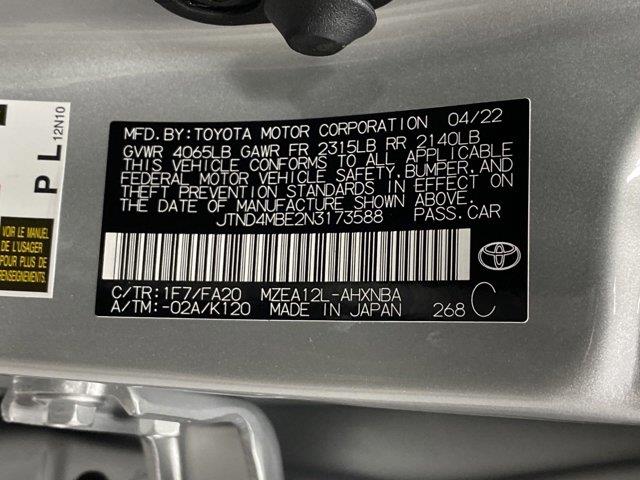 MFD.BY:TOYOTA MOTOR CORPORATION 04/22
GVWR 4065LB GAWR FR 2315LB RR 2140LB
THIS VEHICLE CONFORMS TO ALL APPLICABLE
FEDERAL MOTOR VEHICLE SAFETY,BUMPER,AND
THEFT PREVENTION STANDARDS IN EFFECT ON
THE DATE OF MANUFACTURE SHOWN ABOVE.
JTND4MBE2N3173588 PASS.CAR
C/TR:1F7/FA20 MZEA12L-AHXNBA
A/TM:-02A/K120 MADE IN JAPAN 268 C
P L
12N10
VOIR LE MANUEL
DE L'USAGER
POUR PLUS DE
RENSEIGNEMENTS